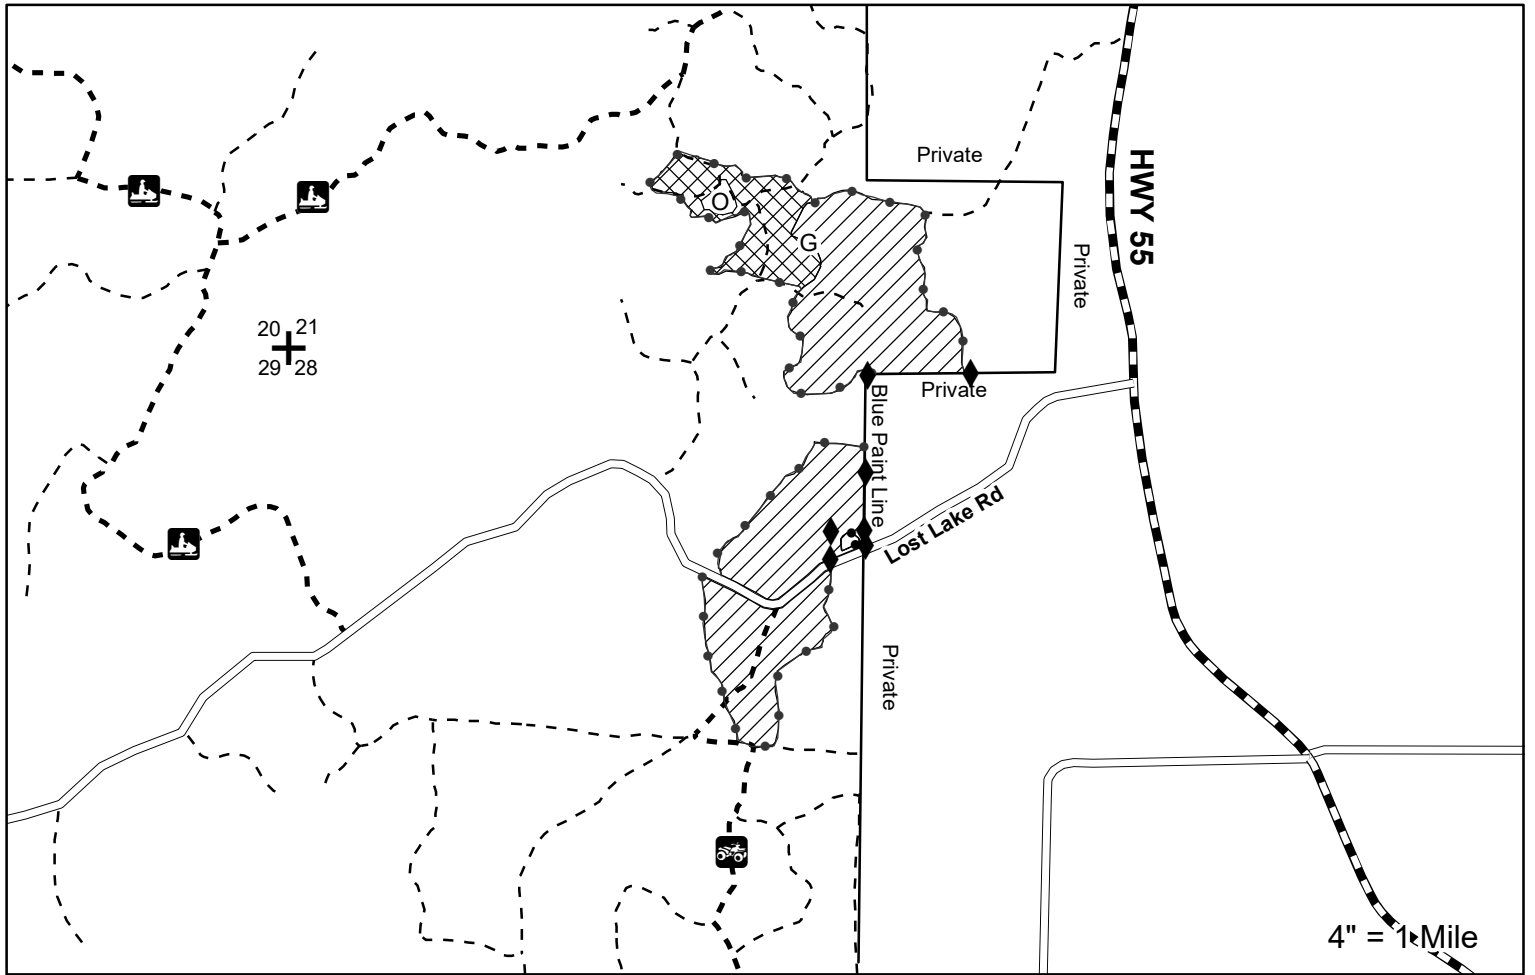 Private
HWY 55
O
G
Private
20 21
29 28
Private
Blue Paint Line
Lost Lake Rd
Private
4" = 1 Mile